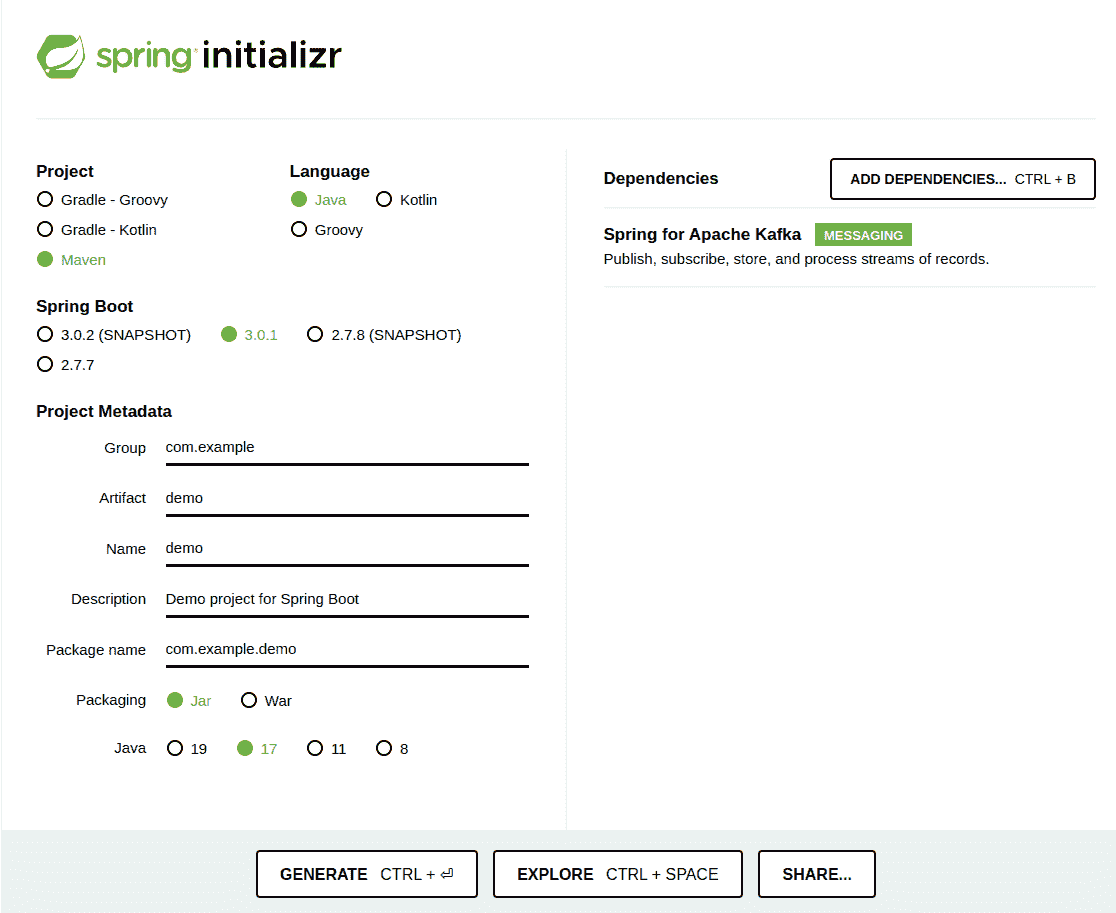 spring initializr
Project
Gradle - Groovy
Gradle - Kotlin
Maven
Language
Java Kotlin
Groovy
Spring Boot
3.0.2 (SNAPSHOT) 3.0.1 2.7.8 (SNAPSHOT)
2.7.7
Project Metadata
Group com.example
Artifact demo
Name demo
Description Demo project for Spring Boot
Package name com.example.demo
Packaging Jar War
Java 19 17 11 8
Dependencies ADD DEPENDENCIES... CTRL + B
Spring for Apache Kafka MESSAGING
Publish, subscribe, store, and process streams of records.
GENERATE CTRL + ⏎ EXPLORE CTRL + SPACE SHARE...